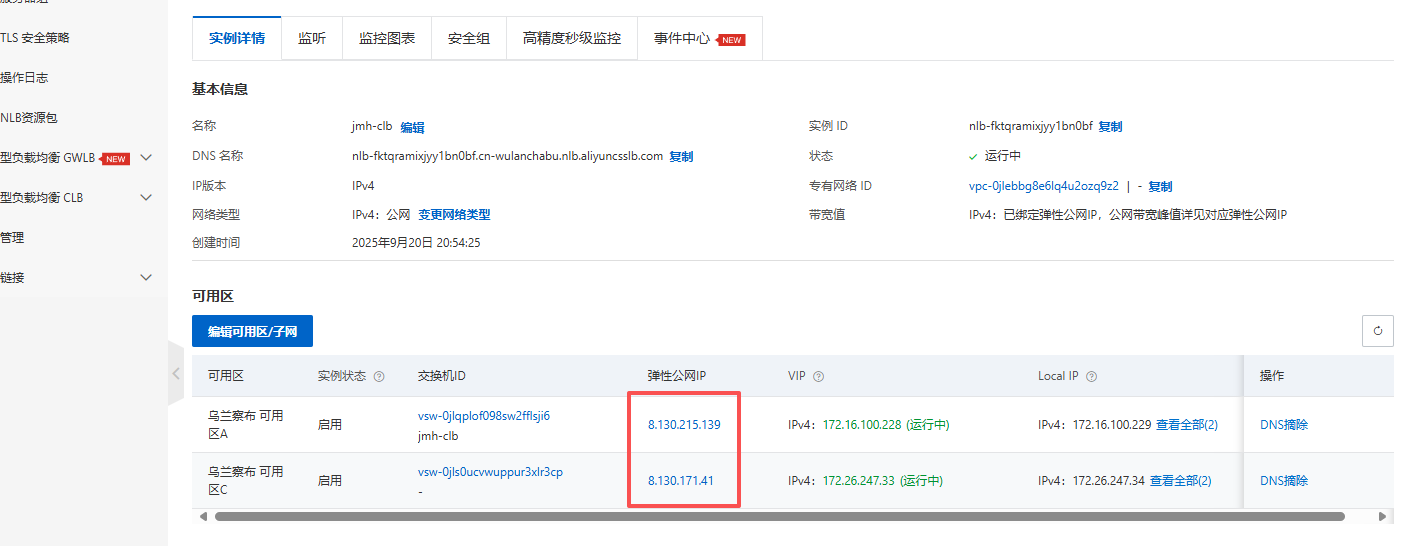 TLS 安全策略
操作日志
NLB资源包
型负载均衡 GWLB NEW
型负载均衡 CLB
管理
链接
实例详情 监听 监控图表 安全组 高精度秒级监控 事件中心 NEW
基本信息
名称 jmh-clb 编辑 实例 ID nlb-fktqramixjyy1bn0bf 复制
DNS 名称 nlb-fktqramixjyy1bn0bf.cn-wulanchabu.nlb.aliyuncsslb.com 复制 状态 运行中
IP版本 IPv4 专有网络 ID vpc-0jlebbg8e6lq4u2ozq9z2 | - 复制
网络类型 IPv4：公网 变更网络类型 带宽值 IPv4：已绑定弹性公网IP，公网带宽峰值详见对应弹性公网IP
创建时间 2025年9月20日 20:54:25
可用区
编辑可用区/子网
可用区 实例状态 交换机ID 弹性公网IP VIP Local IP 操作
乌兰察布 可用
区A
启用
vsw-0jlqplof098sw2fflsji6
jmh-clb
8.130.215.139 IPv4：172.16.100.228 (运行中) IPv4：172.16.100.229 查看全部(2) DNS摘除
乌兰察布 可用
区C
启用
vsw-0jls0ucvwuppur3xlr3cp
-
8.130.171.41 IPv4：172.26.247.33 (运行中) IPv4：172.26.247.34 查看全部(2) DNS摘除